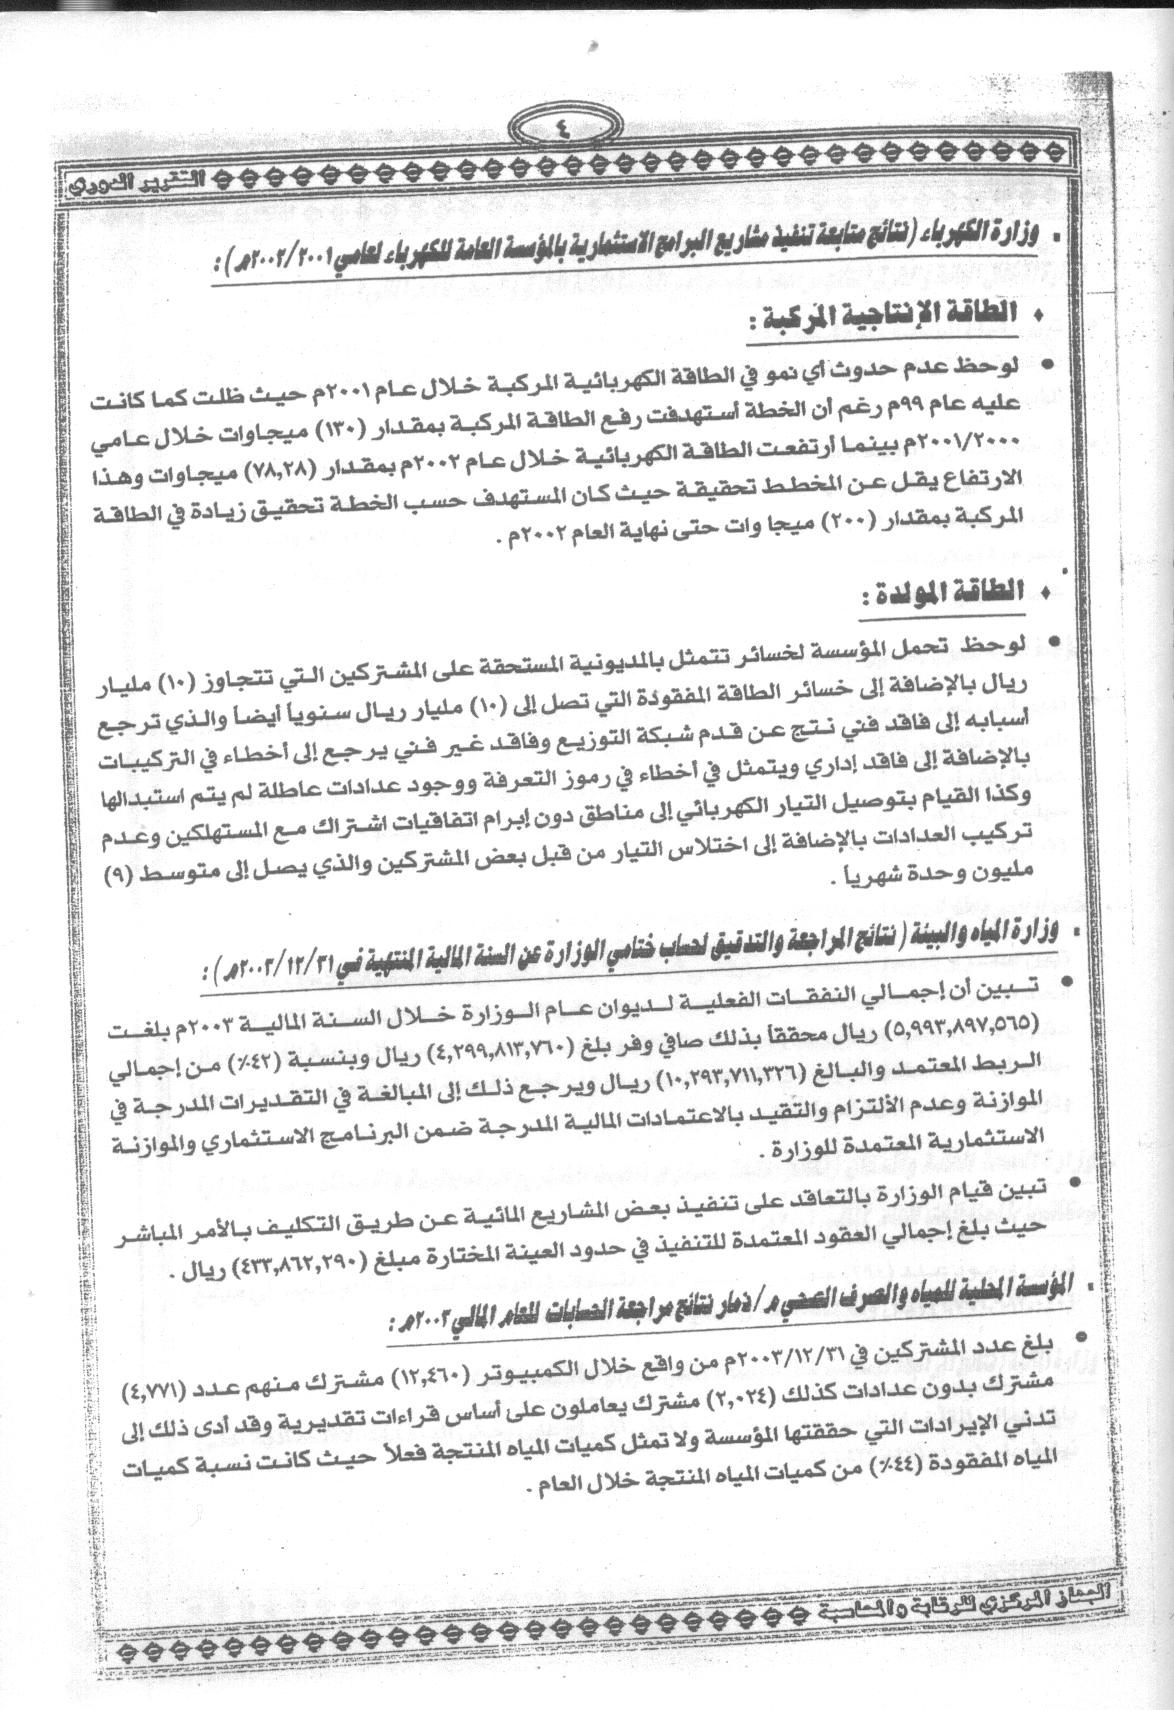 ٤
التقرير الدوري
▪ وزارة الكهرباء (نتائج متابعة تنفيذ مشاريع البرامج الاستثمارية بالمؤسسة العامة للكهرباء لعامي ٢٠٠٢/٢٠٠١م) :
♦ الطاقة الإنتاجية المركبة :
• لوحظ عدم حدوث أي نمو في الطاقة الكهربائية المركبة خلال عام ٢٠٠١م حيث ظلت كما كانت
عليه عام ٩٩م رغم أن الخطة أستهدفت رفع الطاقة المركبة بمقدار (١٣٠) ميجاوات خلال عامي
٢٠٠١/٢٠٠٠م بينما أرتفعت الطاقة الكهربائية خلال عام ٢٠٠٢م بمقدار (٧٨,٢٨) ميجاوات وهذا
الارتفاع يقل عن المخطط تحقيقة حيث كان المستهدف حسب الخطة تحقيق زيادة في الطاقة
المركبة بمقدار (٢٠٠) ميجا وات حتى نهاية العام ٢٠٠٢م .
♦ الطاقة المولدة :
• لوحظ تحمل المؤسسة لخسائر تتمثل بالمديونية المستحقة على المشتركين التي تتجاوز (١٠) مليار
ريال بالإضافة إلى خسائر الطاقة المفقودة التي تصل إلى (١٠) مليار ريال سنوياً أيضاً والذي ترجع
أسبابه إلى فاقد فني نتج عن قدم شبكة التوزيع وفاقد غير فني يرجع إلى أخطاء في التركيبات
بالإضافة إلى فاقد إداري ويتمثل في أخطاء في رموز التعرفة ووجود عدادات عاطلة لم يتم استبدالها
وكذا القيام بتوصيل التيار الكهربائي إلى مناطق دون إبرام اتفاقيات اشتراك مع المستهلكين وعدم
تركيب العدادات بالإضافة إلى اختلاس التيار من قبل بعض المشتركين والذي يصل إلى متوسط (٩)
مليون وحدة شهرياً .
▪ وزارة المياه والبيئة ( نتائج المراجعة والتدقيق لحساب ختامي الوزارة عن السنة المالية المنتهية في ٢٠٠٣/١٢/٣١م ) :
• تبين أن إجمالي النفقات الفعلية لديوان عام الوزارة خلال السنة المالية ٢٠٠٣م بلغت
(٥,٩٩٣,٨٩٧,٥٦٥) ريال محققاً بذلك صافي وفر بلغ (٤,٢٩٩,٨١٣,٧٦٠) ريال وبنسبة (٤٢٪) من إجمالي
الربط المعتمد والبالغ (١٠,٢٩٣,٧١١,٣٢٦) ريال ويرجع ذلك إلى المبالغة في التقديرات المدرجة في
الموازنة وعدم الألتزام والتقيد بالاعتمادات المالية المدرجة ضمن البرنامج الاستثماري والموازنة
الاستثمارية المعتمدة للوزارة .
• تبين قيام الوزارة بالتعاقد على تنفيذ بعض المشاريع المائية عن طريق التكليف بالأمر المباشر
حيث بلغ إجمالي العقود المعتمدة للتنفيذ في حدود العينة المختارة مبلغ (٤٣٣,٨٦٢,٢٩٠) ريال .
▪ المؤسسة المحلية للمياه والصرف الصحي م/ذمار نتائج مراجعة الحسابات للعام المالي ٢٠٠٣م :
• بلغ عدد المشتركين في ٢٠٠٣/١٢/٣١م من واقع خلال الكمبيوتر (١٢,٤٦٠) مشترك منهم عدد (٤,٧٧١)
مشترك بدون عدادات كذلك (٢,٠٢٤) مشترك يعاملون على أساس قراءات تقديرية وقد أدى ذلك إلى
تدني الإيرادات التي حققتها المؤسسة ولا تمثل كميات المياه المنتجة فعلاً حيث كانت نسبة كميات
المياه المفقودة (٤٤٪) من كميات المياه المنتجة خلال العام .
الجهاز المركزي للرقابة والمحاسبة